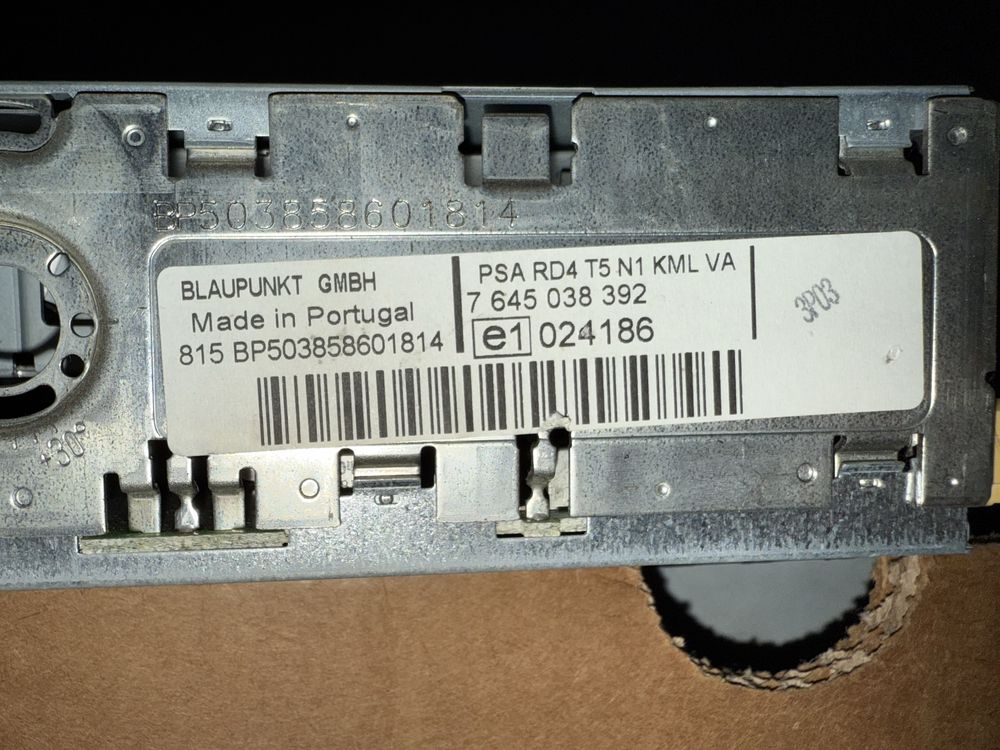 BP503858601814
BLAUPUNKT GMBH
Made in Portugal
815 BP503858601814
PSA RD4 T5 N1 KML VA
7 645 038 392
e1 024186
3P03
+30°